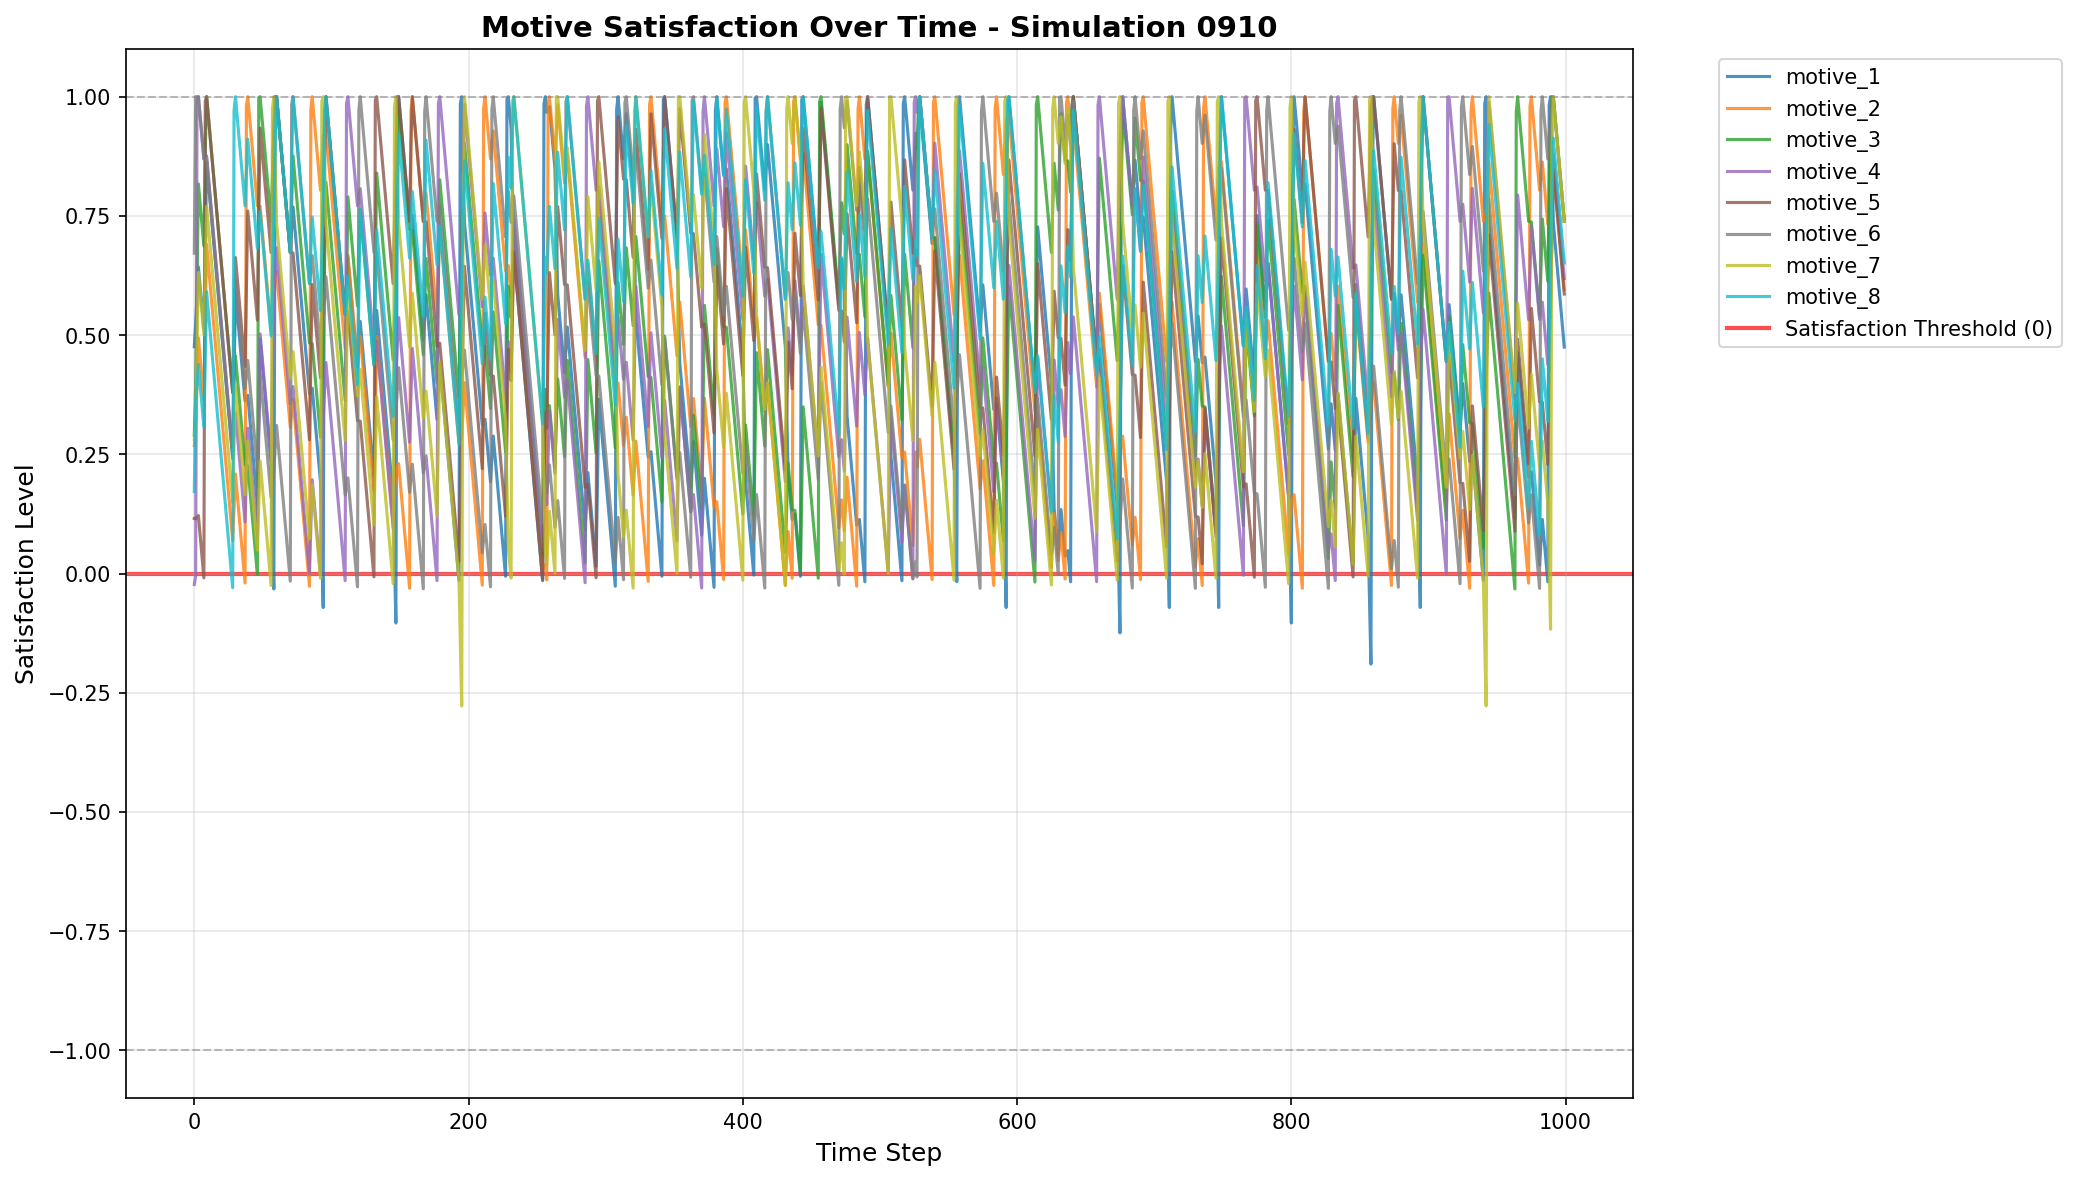 Motive Satisfaction Over Time - Simulation 0910
Satisfaction Level
1.00
0.75
0.50
0.25
0.00
−0.25
−0.50
−0.75
−1.00
0
200
400
600
800
1000
Time Step
motive_1
motive_2
motive_3
motive_4
motive_5
motive_6
motive_7
motive_8
Satisfaction Threshold (0)